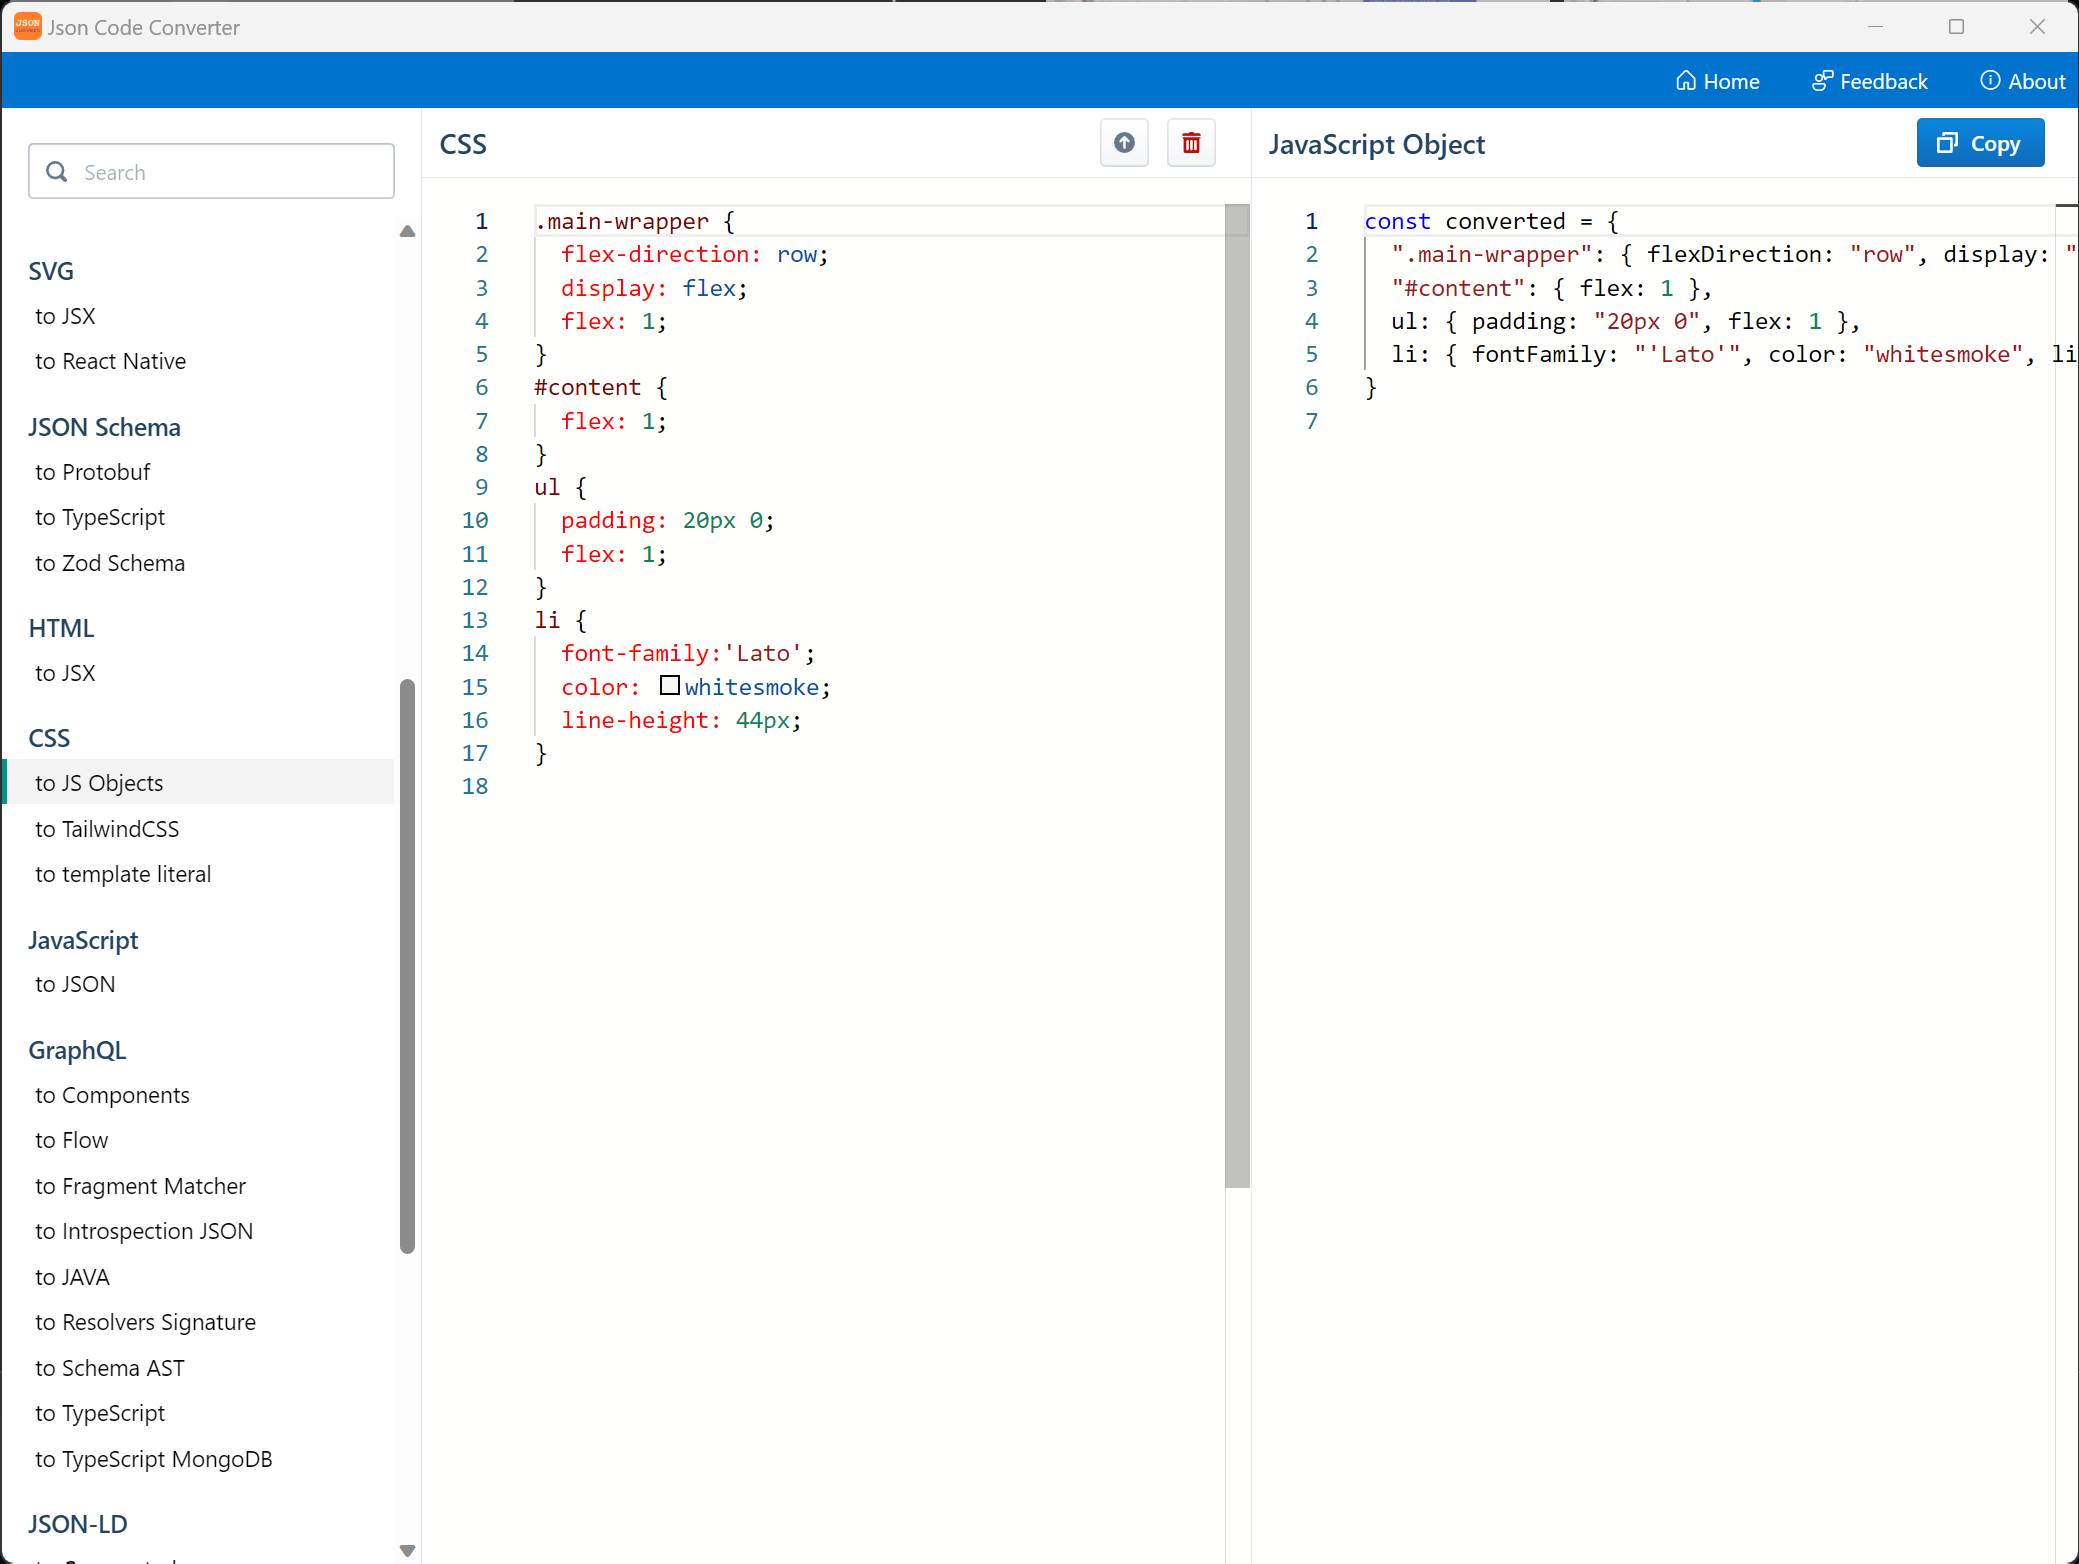 Json Code Converter
Home Feedback About
Search
SVG
to JSX
to React Native
JSON Schema
to Protobuf
to TypeScript
to Zod Schema
HTML
to JSX
CSS
to JS Objects
to TailwindCSS
to template literal
JavaScript
to JSON
GraphQL
to Components
to Flow
to Fragment Matcher
to Introspection JSON
to JAVA
to Resolvers Signature
to Schema AST
to TypeScript
to TypeScript MongoDB
JSON-LD
CSS
1 .main-wrapper {
2 flex-direction: row;
3 display: flex;
4 flex: 1;
5 }
6 #content {
7 flex: 1;
8 }
9 ul {
10 padding: 20px 0;
11 flex: 1;
12 }
13 li {
14 font-family:'Lato';
15 color: whitesmoke;
16 line-height: 44px;
17 }
18
JavaScript Object
Copy
1 const converted = {
2 ".main-wrapper": { flexDirection: "row", display: "
3 "#content": { flex: 1 },
4 ul: { padding: "20px 0", flex: 1 },
5 li: { fontFamily: "'Lato'", color: "whitesmoke", li
6 }
7